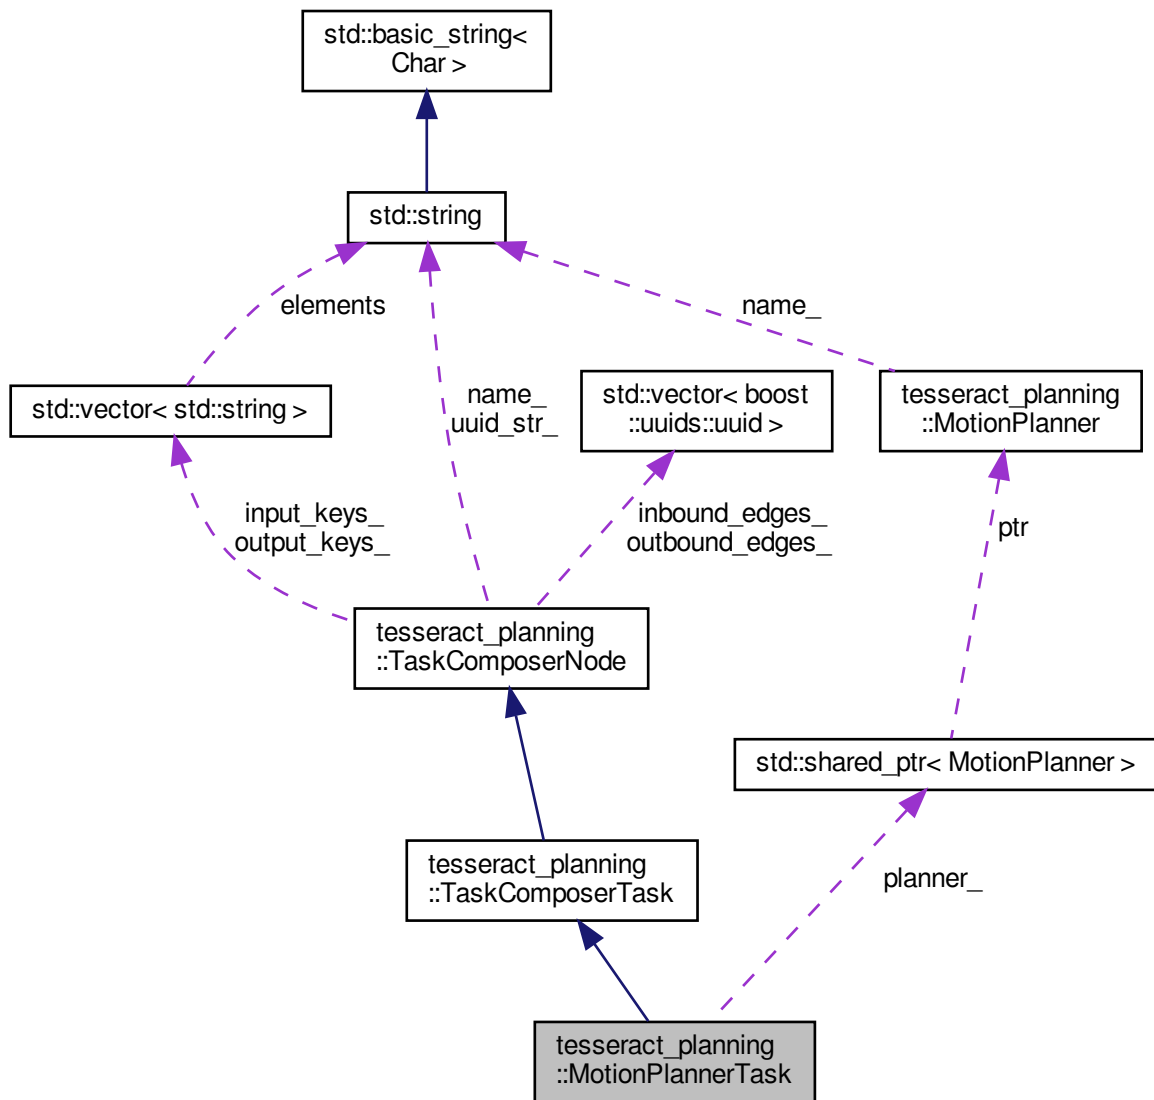 std::basic_string<
Char >
std::string
elements
name_
std::vector< std::string >
name_
uuid_str_
std::vector< boost
::uuids::uuid >
tesseract_planning
::MotionPlanner
input_keys_
output_keys_
inbound_edges_
outbound_edges_
ptr
tesseract_planning
::TaskComposerNode
std::shared_ptr< MotionPlanner >
tesseract_planning
::TaskComposerTask
planner_
tesseract_planning
::MotionPlannerTask